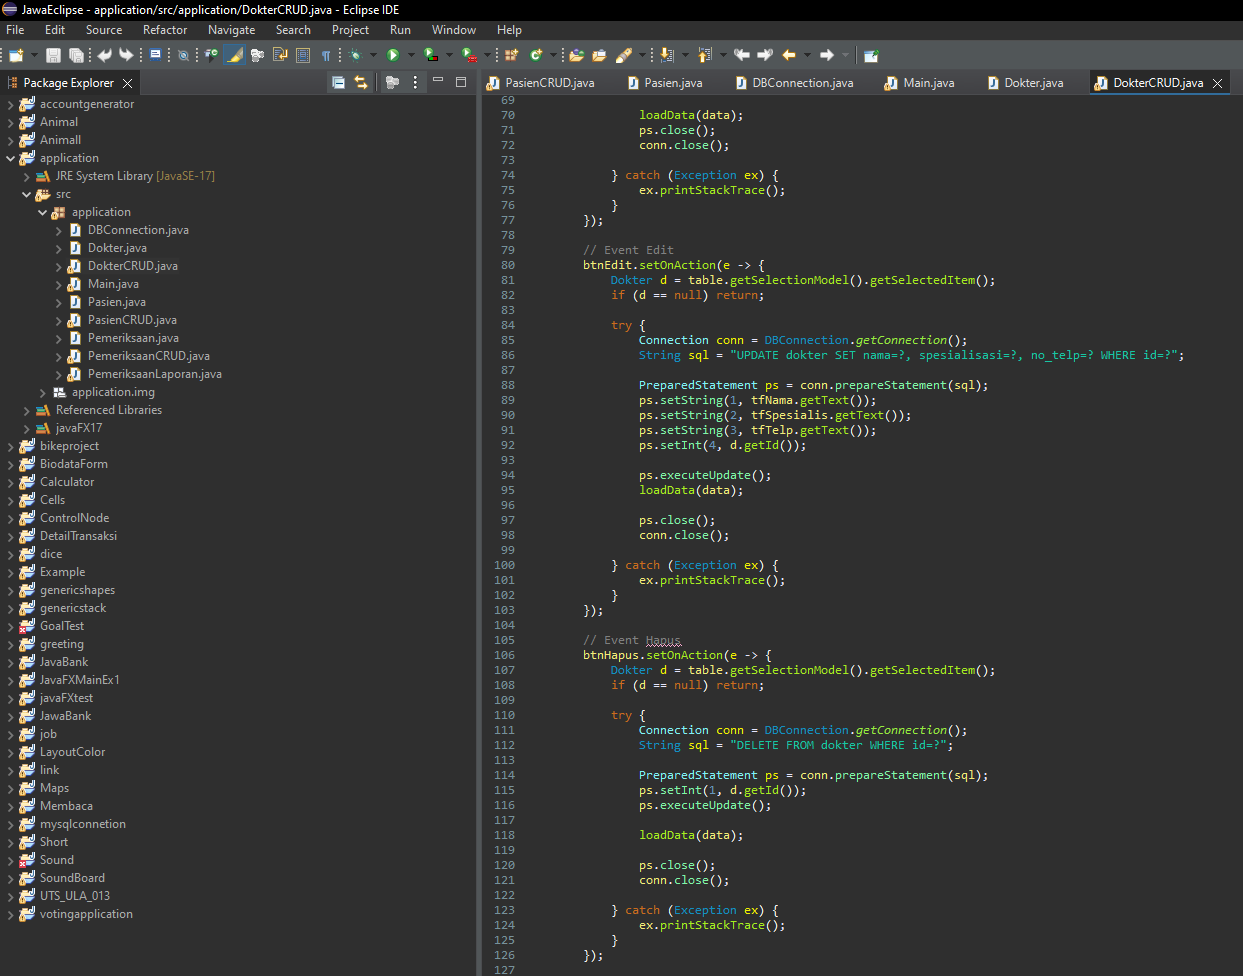 JawaEclipse - application/src/application/DokterCRUD.java - Eclipse IDE
File Edit Source Refactor Navigate Search Project Run Window Help
Package Explorer
accountgenerator
Animal
Animall
application
JRE System Library [JavaSE-17]
src
application
DBConnection.java
Dokter.java
DokterCRUD.java
Main.java
Pasien.java
PasienCRUD.java
Pemeriksaan.java
PemeriksaanCRUD.java
PemeriksaanLaporan.java
application.img
Referenced Libraries
javaFX17
bikeproject
BiodataForm
Calculator
Cells
ControlNode
DetailTransaksi
dice
Example
genericshapes
genericstack
GoalTest
greeting
JavaBank
JavaFXMainEx1
javaFXtest
JawaBank
job
LayoutColor
link
Maps
Membaca
mysqlconnetion
Short
Sound
SoundBoard
UTS_ULA_013
votingapplication
PasienCRUD.java Pasien.java DBConnection.java Main.java Dokter.java DokterCRUD.java
69
70 loadData(data);
71 ps.close();
72 conn.close();
73
74 } catch (Exception ex) {
75 ex.printStackTrace();
76 }
77 });
78
79 // Event Edit
80 btnEdit.setOnAction(e -> {
81 Dokter d = table.getSelectionModel().getSelectedItem();
82 if (d == null) return;
83
84 try {
85 Connection conn = DBConnection.getConnection();
86 String sql = "UPDATE dokter SET nama=?, spesialisasi=?, no_telp=? WHERE id=?";
87
88 PreparedStatement ps = conn.prepareStatement(sql);
89 ps.setString(1, tfNama.getText());
90 ps.setString(2, tfSpesialis.getText());
91 ps.setString(3, tfTelp.getText());
92 ps.setInt(4, d.getId());
93
94 ps.executeUpdate();
95 loadData(data);
96
97 ps.close();
98 conn.close();
99
100 } catch (Exception ex) {
101 ex.printStackTrace();
102 }
103 });
104
105 // Event Hapus
106 btnHapus.setOnAction(e -> {
107 Dokter d = table.getSelectionModel().getSelectedItem();
108 if (d == null) return;
109
110 try {
111 Connection conn = DBConnection.getConnection();
112 String sql = "DELETE FROM dokter WHERE id=?";
113
114 PreparedStatement ps = conn.prepareStatement(sql);
115 ps.setInt(1, d.getId());
116 ps.executeUpdate();
117
118 loadData(data);
119
120 ps.close();
121 conn.close();
122
123 } catch (Exception ex) {
124 ex.printStackTrace();
125 }
126 });
127